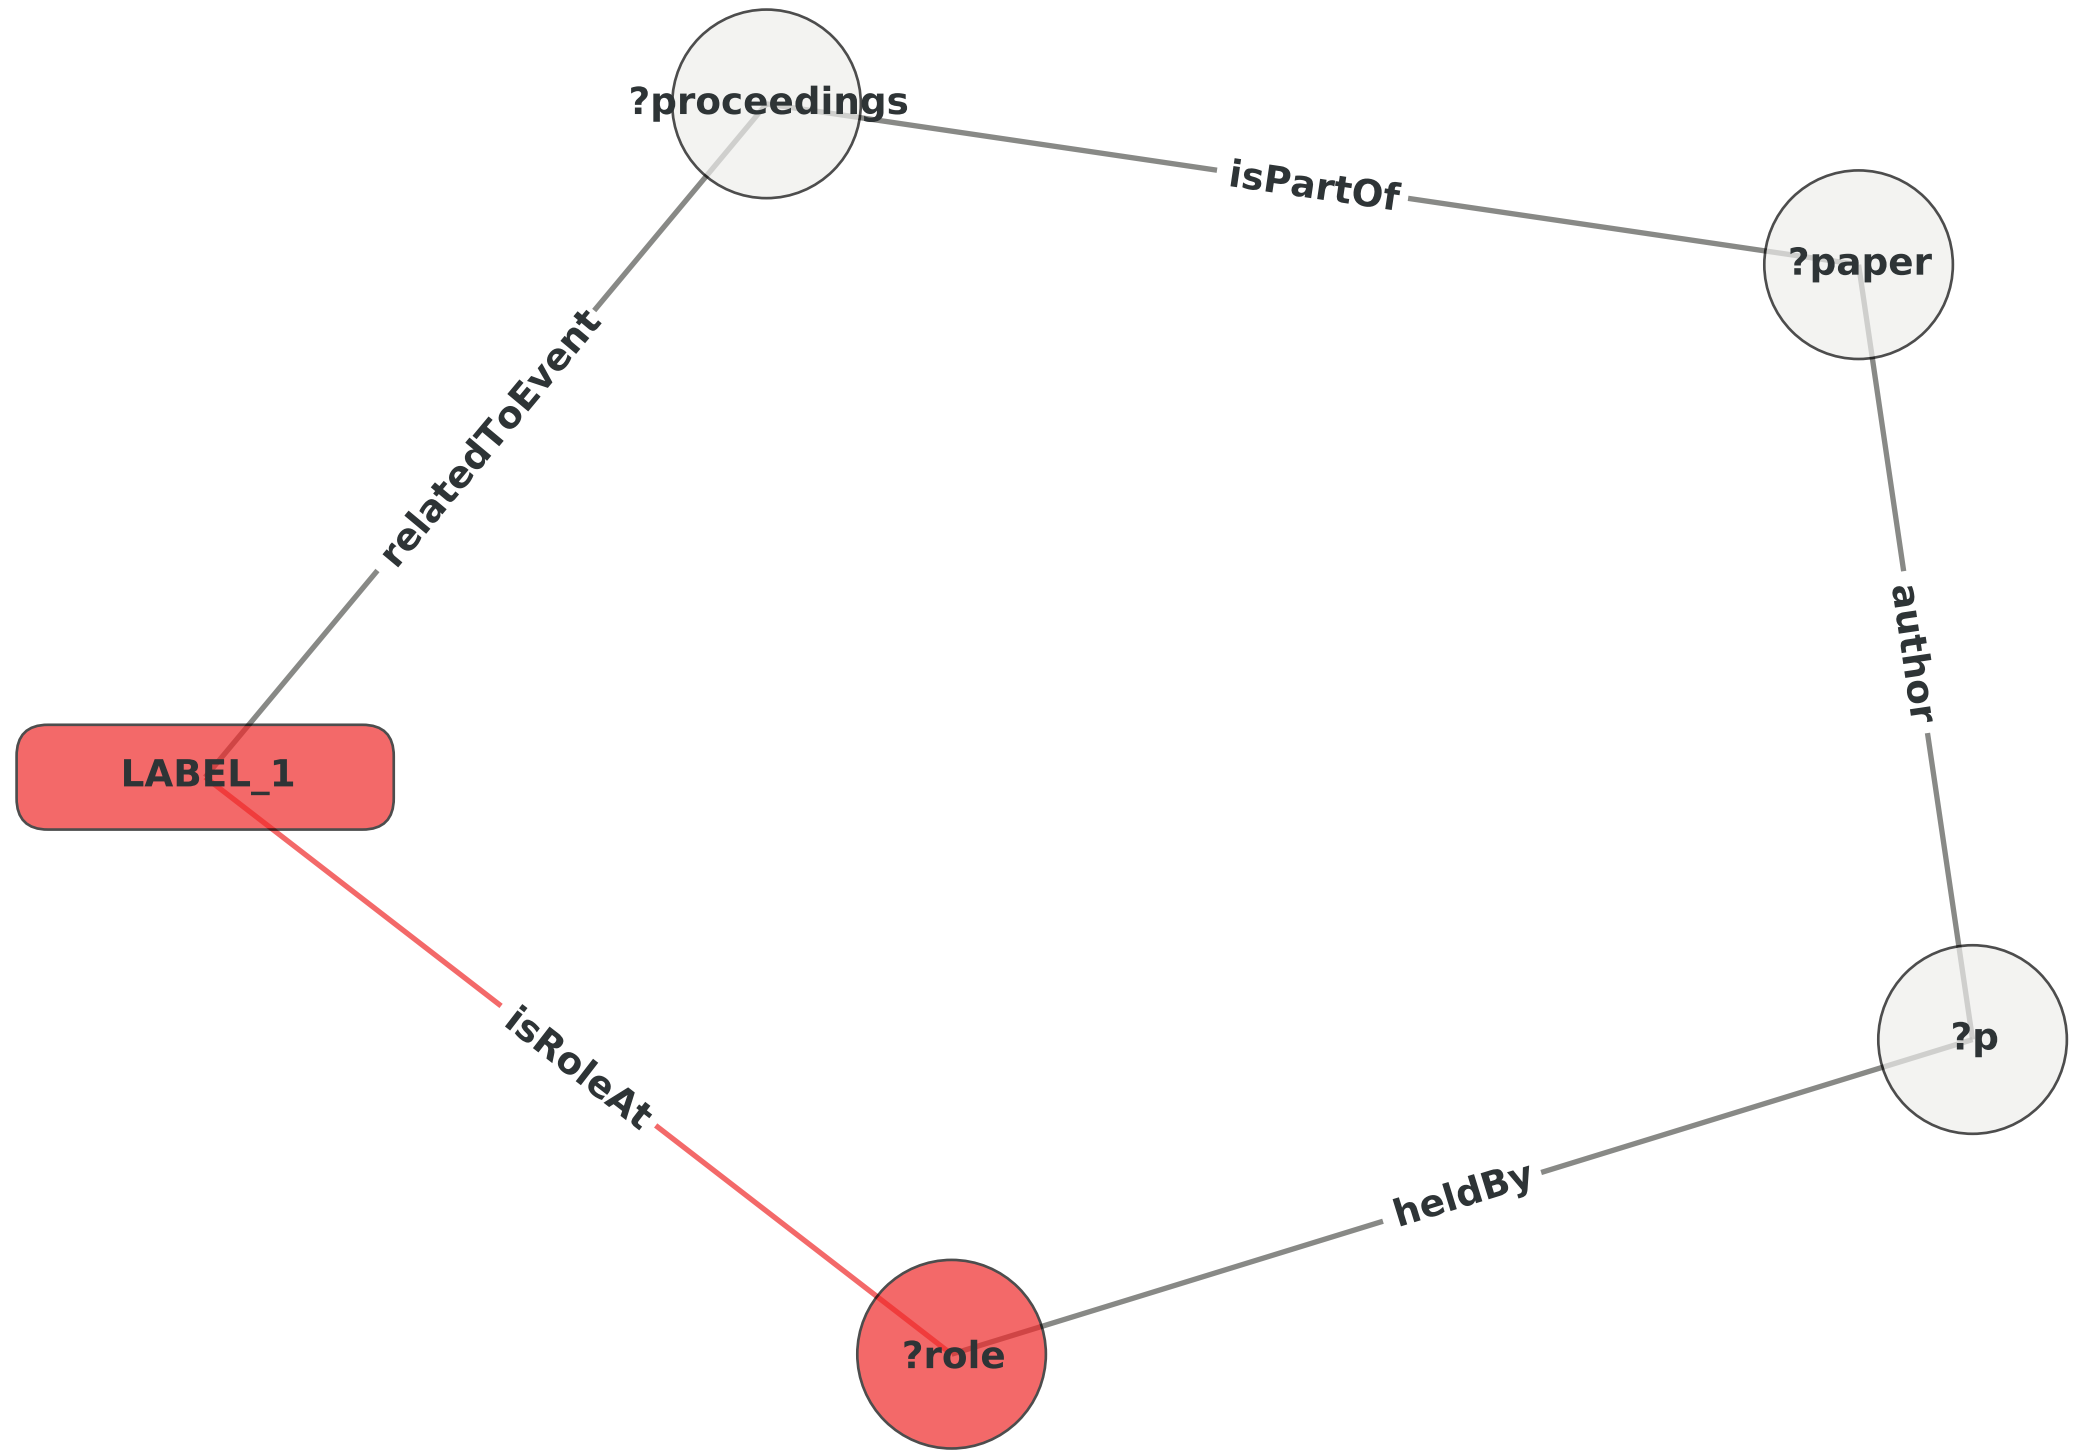 ?proceedings
isPartOf
?paper
relatedToEvent
author
LABEL_1
isRoleAt
?p
heldBy
?role